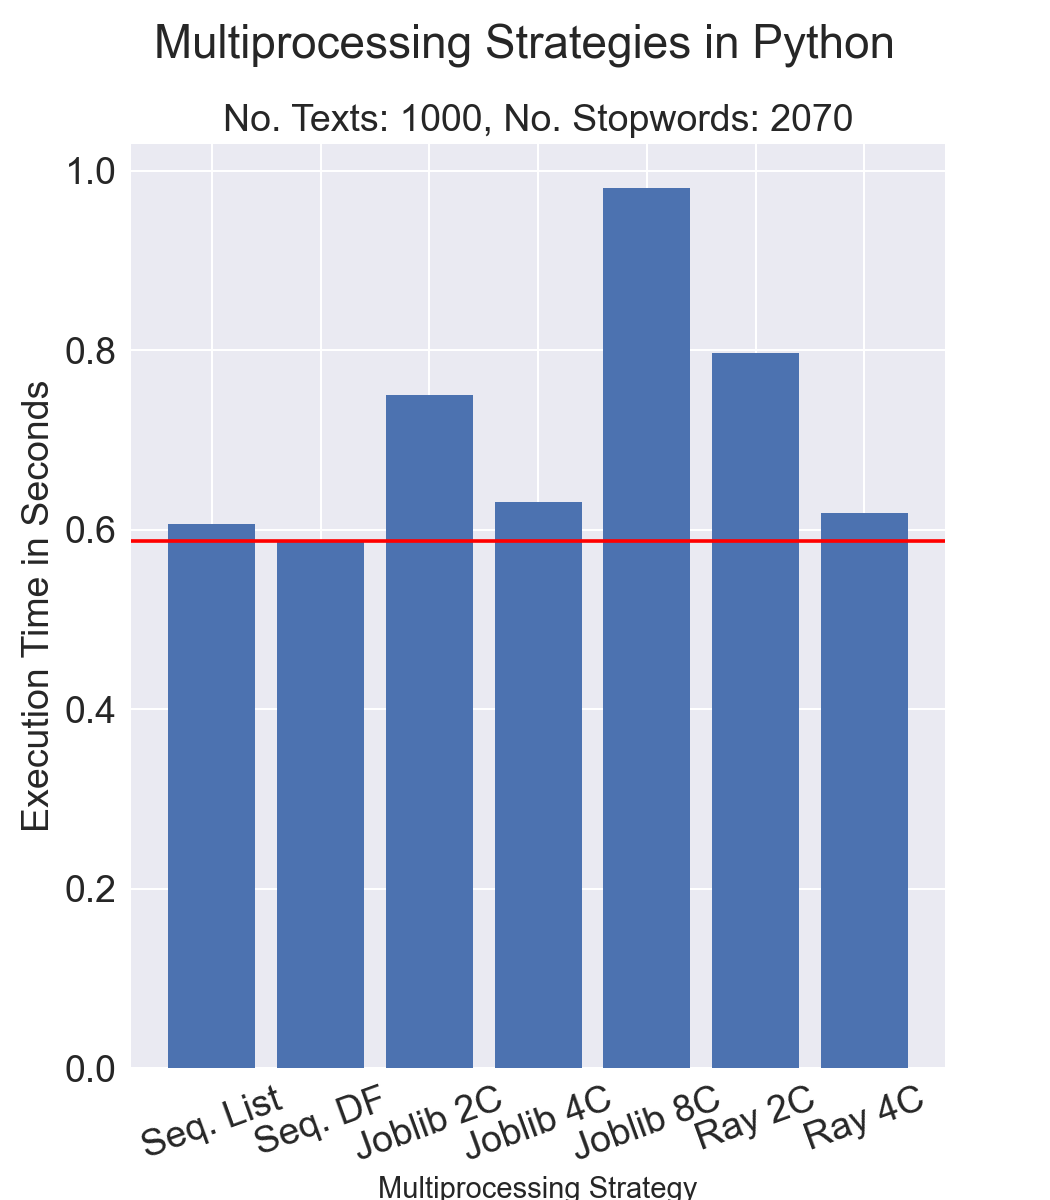 Multiprocessing Strategies in Python
No. Texts: 1000, No. Stopwords: 2070
1.0
0.8
0.6
0.4
0.2
0.0
Execution Time in Seconds
Seq. List
Seq. DF
Joblib 2C
Joblib 4C
Joblib 8C
Ray 2C
Ray 4C
Multiprocessing Strategy